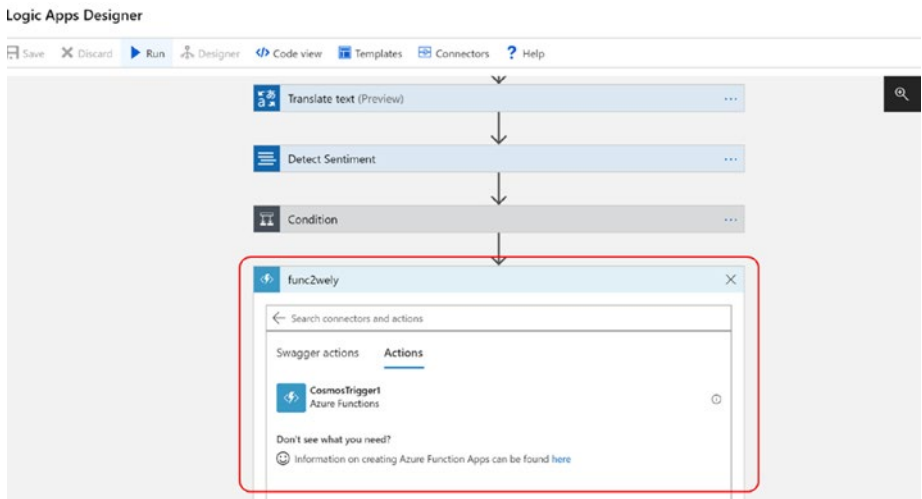 Logic Apps Designer
Save Discard Run Designer Code view Templates Connectors ? Help
Translate text (Preview) ...
Detect Sentiment ...
Condition ...
func2wely
Search connectors and actions
Swagger actions Actions
CosmosTrigger1
Azure Functions
Don't see what you need?
Information on creating Azure Function Apps can be found here